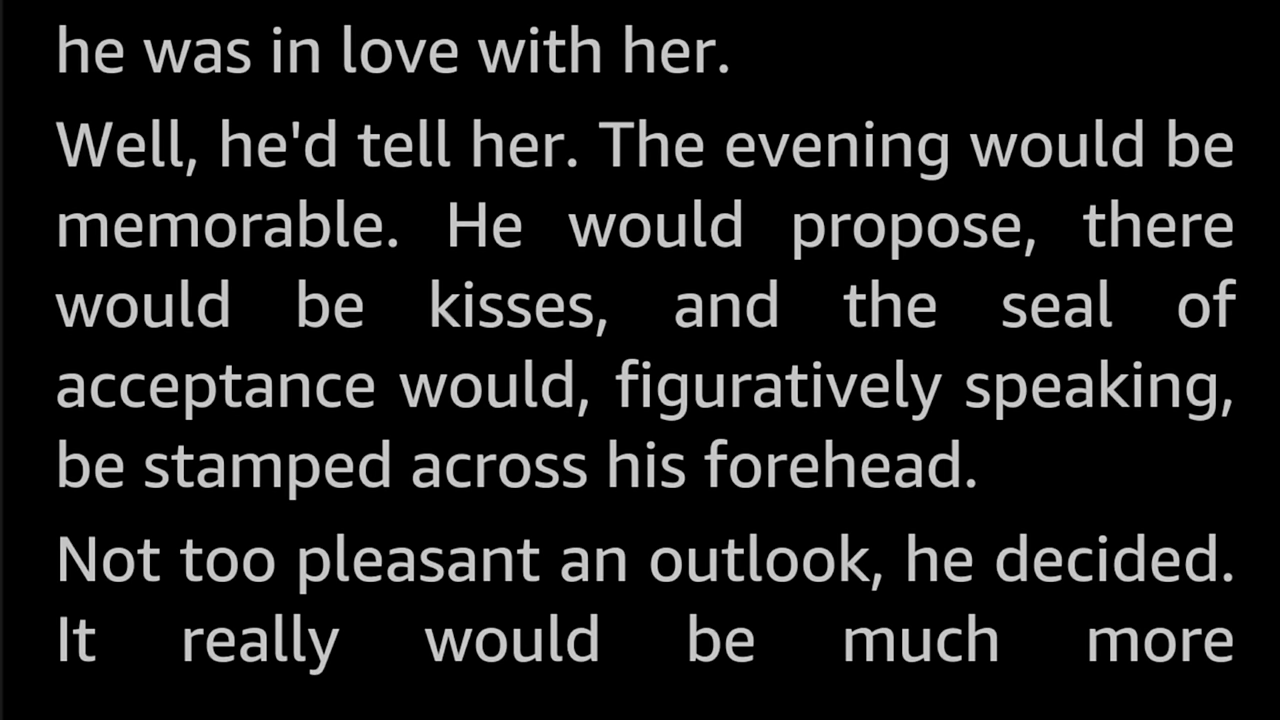 he was in love with her.
Well, he'd tell her. The evening would be
memorable. He would propose, there
would be kisses, and the seal of
acceptance would, figuratively speaking,
be stamped across his forehead.
Not too pleasant an outlook, he decided.
It really would be much more